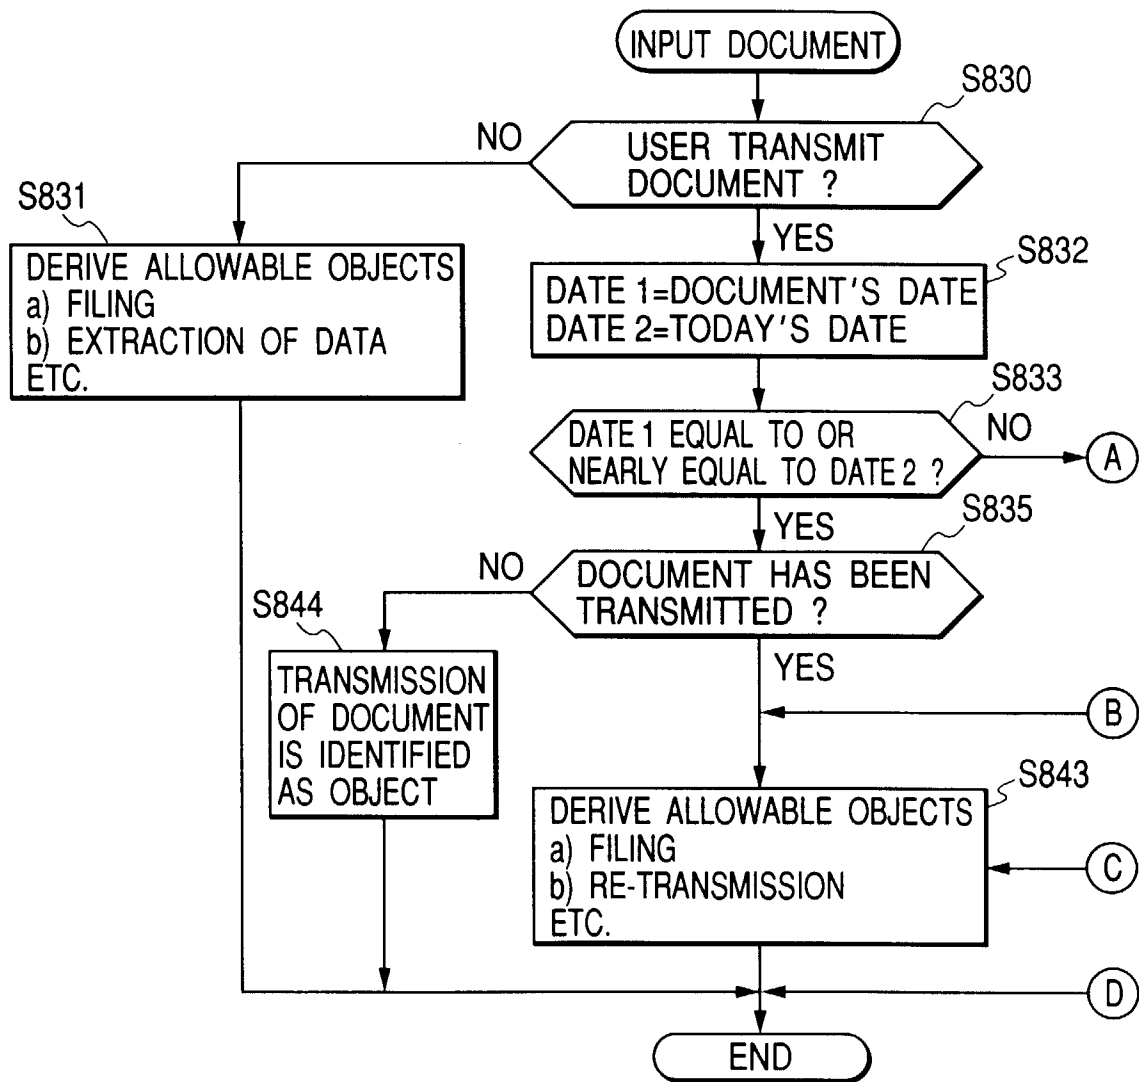 INPUT DOCUMENT
S830
NO
USER TRANSMIT
DOCUMENT ?
S831
YES
S832
DERIVE ALLOWABLE OBJECTS
a) FILING
b) EXTRACTION OF DATA
ETC.
DATE 1=DOCUMENT'S DATE
DATE 2=TODAY'S DATE
S833
DATE 1 EQUAL TO OR
NEARLY EQUAL TO DATE 2 ?
NO
A
YES
S835
NO
DOCUMENT HAS BEEN
TRANSMITTED ?
S844
YES
TRANSMISSION
OF DOCUMENT
IS IDENTIFIED
AS OBJECT
B
S843
DERIVE ALLOWABLE OBJECTS
a) FILING
b) RE-TRANSMISSION
ETC.
C
D
END